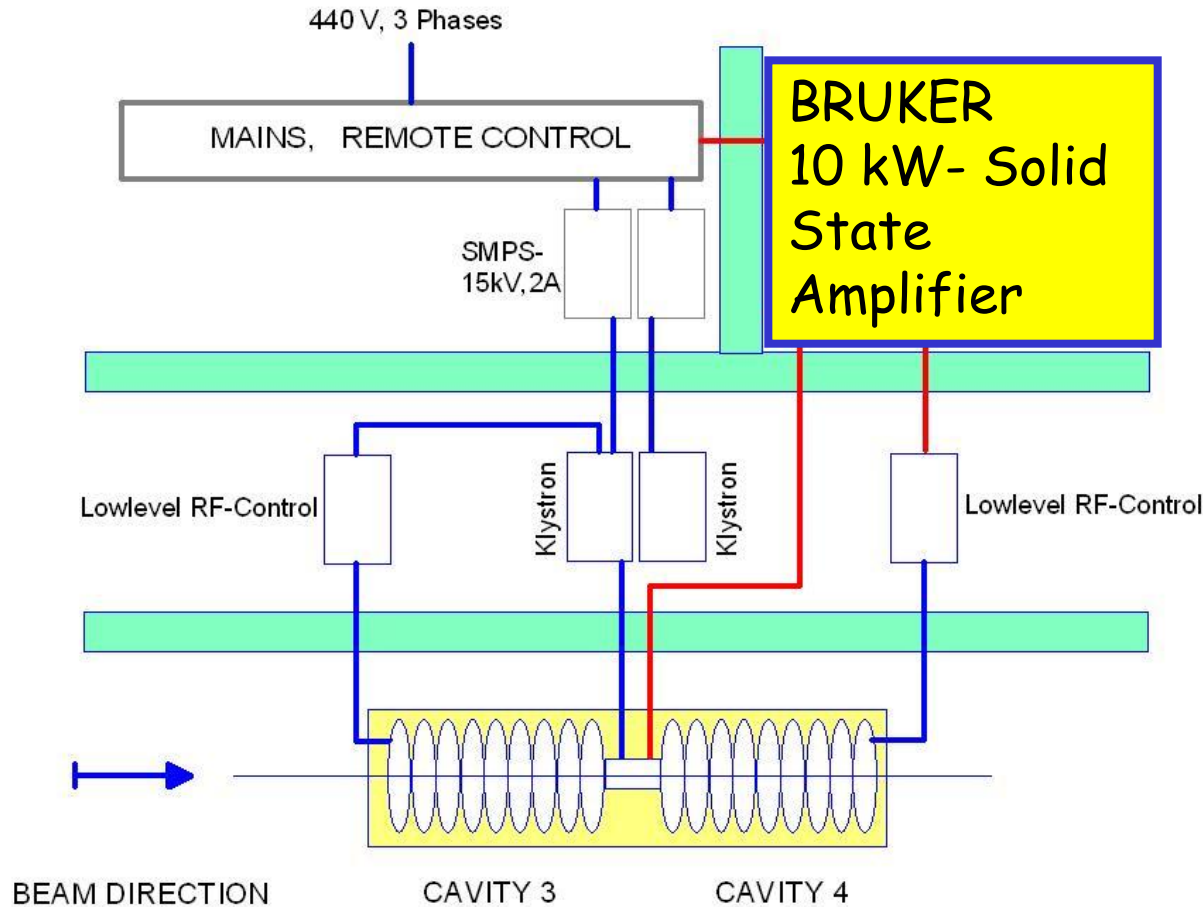 440 V, 3 Phases
MAINS, REMOTE CONTROL
BRUKER
10 kW- Solid
State
Amplifier
SMPS-
15kV,2A
Lowlevel RF-Control
Klystron
Klystron
Lowlevel RF-Control
BEAM DIRECTION
CAVITY 3
CAVITY 4